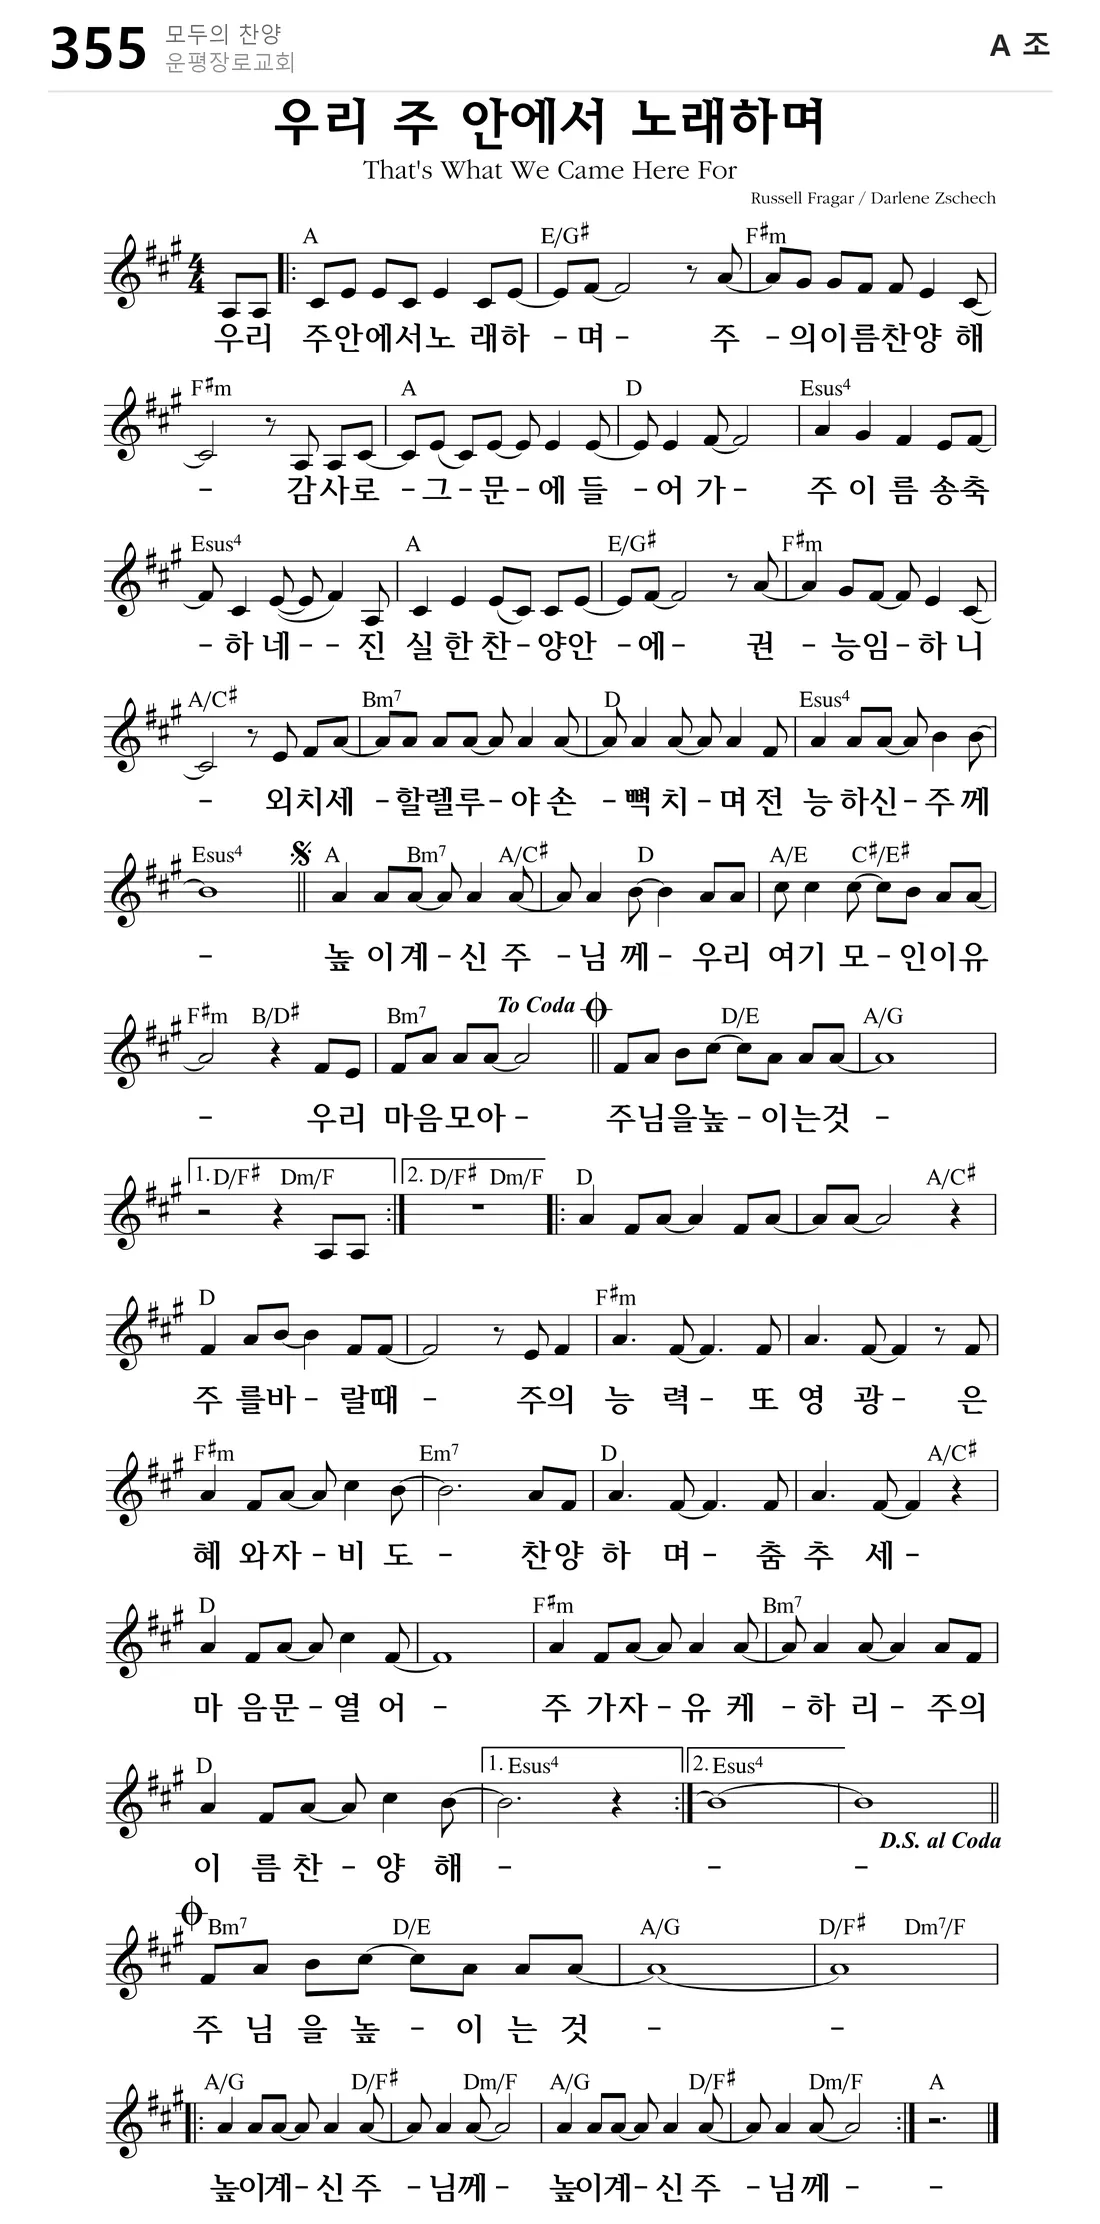 355 모두의 찬양
운평장로교회
A 조
우리 주 안에서 노래하며
That's What We Came Here For
Russell Fragar / Darlene Zschech
A E/G♯ F♯m
우리 주안에서노 래하 -며- 주 -의이름찬양 해
F♯m A D Esus4
- 감사로 -그-문-에 들 -어 가- 주 이 름 송축
Esus4 A E/G♯ F♯m
-하 네-- 진 실 한 찬-양안 -에- 권 -능임-하 니
A/C♯ Bm7 D Esus4
- 외치세 -할렐루-야 손 -뼉 치-며 전 능 하신-주 께
Esus4 A Bm7 A/C♯ D A/E C♯/E♯
- 높 이계-신 주 -님 께- 우리 여기 모-인이유
To Coda
F♯m B/D♯ Bm7 D/E A/G
- 우리 마음모아- 주님을높-이는것 -
1. D/F♯ Dm/F 2. D/F♯ Dm/F D A/C♯
D F♯m
주 를바-랄때 - 주의 능 력- 또 영 광- 은
F♯m Em7 D A/C♯
혜 와자-비 도 - 찬양 하 며- 춤 추 세-
D F♯m Bm7
마 음문-열 어 - 주 가자-유 케 -하 리- 주의
D 1. Esus4 2. Esus4
D.S. al Coda
이 름 찬 - 양 해 - - -
Bm7 D/E A/G D/F♯ Dm7/F
주 님 을 높 - 이 는 것 - -
A/G D/F♯ Dm/F A/G D/F♯ Dm/F A
높이계-신 주 -님께- 높이계-신 주 -님께 - -